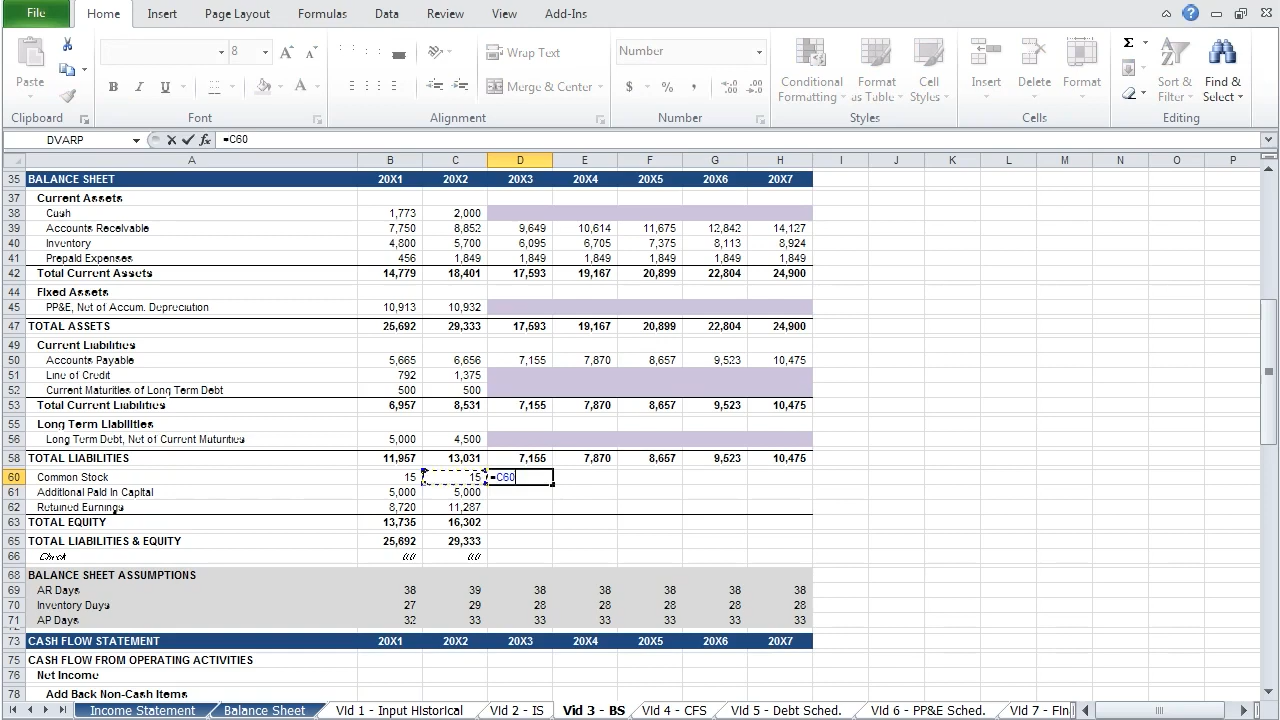 File Home Insert Page Layout Formulas Data Review View Add-Ins
8 Wrap Text Number
Paste B I U Merge & Center $ % , Conditional Formatting Format as Table Cell Styles Insert Delete Format Sort & Filter Find & Select
Clipboard Font Alignment Number Styles Cells Editing
DVARP fx =C60
A B C D E F G H I J K L M N O P
35 BALANCE SHEET 20X1 20X2 20X3 20X4 20X5 20X6 20X7
37 Current Assets
38 Cash 1,773 2,000
39 Accounts Receivable 7,750 8,852 9,649 10,614 11,675 12,842 14,127
40 Inventory 4,800 5,700 6,095 6,705 7,375 8,113 8,924
41 Prepaid Expenses 456 1,849 1,849 1,849 1,849 1,849 1,849
42 Total Current Assets 14,779 18,401 17,593 19,167 20,899 22,804 24,900
44 Fixed Assets
45 PP&E, Net of Accum. Depreciation 10,913 10,932
47 TOTAL ASSETS 25,692 29,333 17,593 19,167 20,899 22,804 24,900
49 Current Liabilities
50 Accounts Payable 5,665 6,656 7,155 7,870 8,657 9,523 10,475
51 Line of Credit 792 1,375
52 Current Maturities of Long Term Debt 500 500
53 Total Current Liabilities 6,957 8,531 7,155 7,870 8,657 9,523 10,475
55 Long Term Liabilities
56 Long Term Debt, Net of Current Maturities 5,000 4,500
58 TOTAL LIABILITIES 11,957 13,031 7,155 7,870 8,657 9,523 10,475
60 Common Stock 15 15 =C60
61 Additional Paid In Capital 5,000 5,000
62 Retained Earnings 8,720 11,287
63 TOTAL EQUITY 13,735 16,302
65 TOTAL LIABILITIES & EQUITY 25,692 29,333
66 Check
68 BALANCE SHEET ASSUMPTIONS
69 AR Days 38 39 38 38 38 38 38
70 Inventory Days 27 29 28 28 28 28 28
71 AP Days 32 33 33 33 33 33 33
73 CASH FLOW STATEMENT 20X1 20X2 20X3 20X4 20X5 20X6 20X7
75 CASH FLOW FROM OPERATING ACTIVITIES
76 Net Income
78 Add Back Non-Cash Items
Income Statement Balance Sheet Vid 1 - Input Historical Vid 2 - IS Vid 3 - BS Vid 4 - CFS Vid 5 - Debt Sched. Vid 6 - PP&E Sched. Vid 7 - Fin